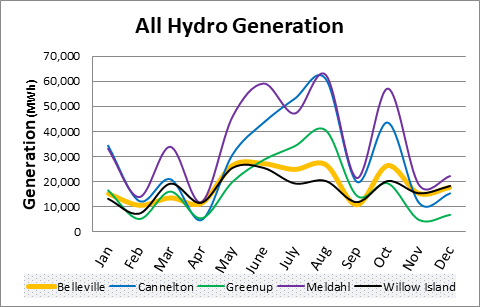 All Hydro Generation
Generation (MWh)
70,000
60,000
50,000
40,000
30,000
20,000
10,000
0
Jan Feb Mar Apr May June July Aug Sep Oct Nov Dec
Belleville Cannelton Greenup Meldahl Willow Island